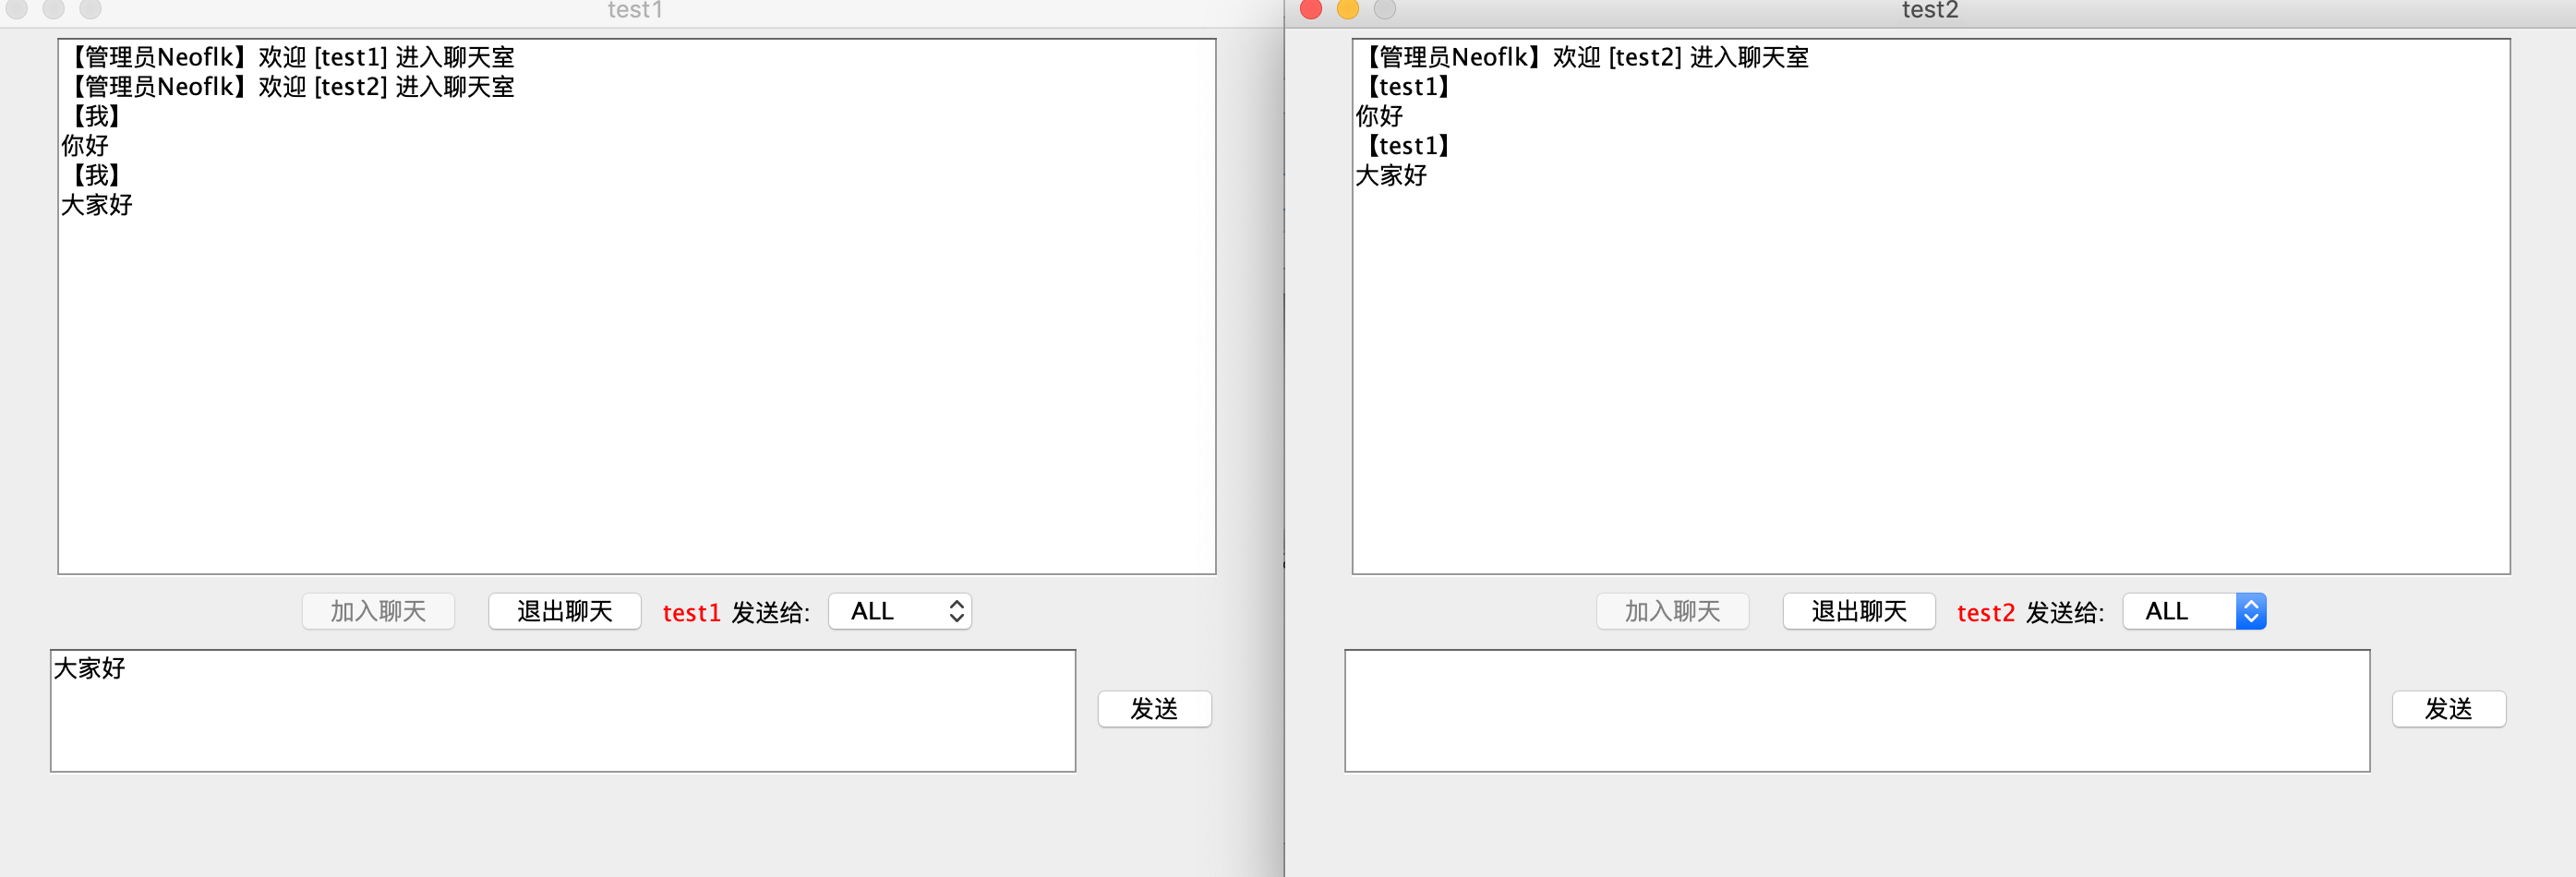 test1
【管理员Neoflk】欢迎 [test1] 进入聊天室
【管理员Neoflk】欢迎 [test2] 进入聊天室
【我】
你好
【我】
大家好
加入聊天 退出聊天 test1 发送给: ALL
大家好
发送
test2
【管理员Neoflk】欢迎 [test2] 进入聊天室
【test1】
你好
【test1】
大家好
加入聊天 退出聊天 test2 发送给: ALL
发送